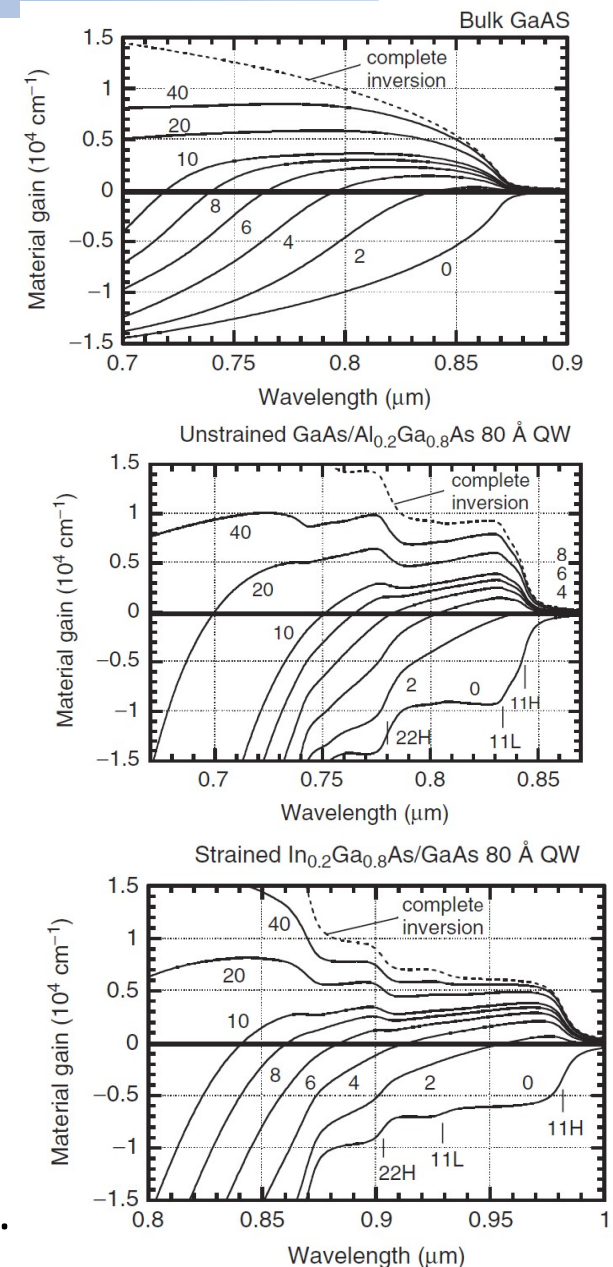 Bulk GaAS
1.5
1
0.5
0
−0.5
−1
−1.5
Material gain (10⁴ cm⁻¹)
complete
inversion
40
20
10
8
6
4
2
0
0.7 0.75 0.8 0.85 0.9
Wavelength (μm)
Unstrained GaAs/Al₀.₂Ga₀.₈As 80 Å QW
1.5
1
0.5
0
−0.5
−1
−1.5
Material gain (10⁴ cm⁻¹)
complete
inversion
40
20
10
8
6
4
2
0
22H
11L
11H
0.7 0.75 0.8 0.85
Wavelength (μm)
Strained In₀.₂Ga₀.₈As/GaAs 80 Å QW
1.5
1
0.5
0
−0.5
−1
−1.5
Material gain (10⁴ cm⁻¹)
complete
inversion
40
20
10
8
6
4
2
0
22H
11L
11H
0.8 0.85 0.9 0.95 1
Wavelength (μm)